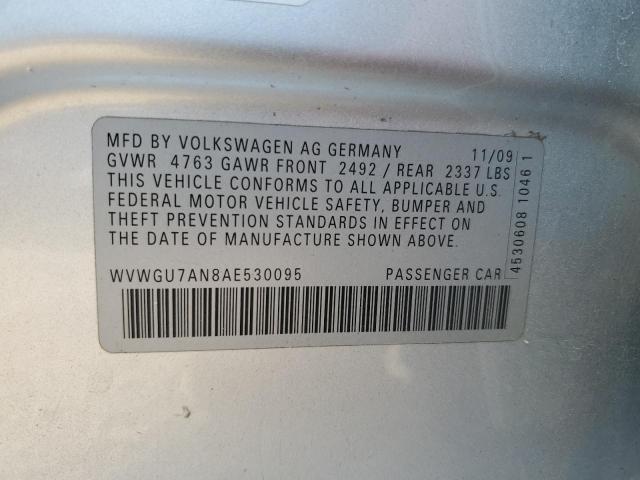 MFD BY VOLKSWAGEN AG GERMANY 11/09
GVWR 4763 GAWR FRONT 2492 / REAR 2337 LBS
THIS VEHICLE CONFORMS TO ALL APPLICABLE U.S.
FEDERAL MOTOR VEHICLE SAFETY, BUMPER AND
THEFT PREVENTION STANDARDS IN EFFECT ON
THE DATE OF MANUFACTURE SHOWN ABOVE.
WVWGU7AN8AE530095 PASSENGER CAR
4530608 1046 1